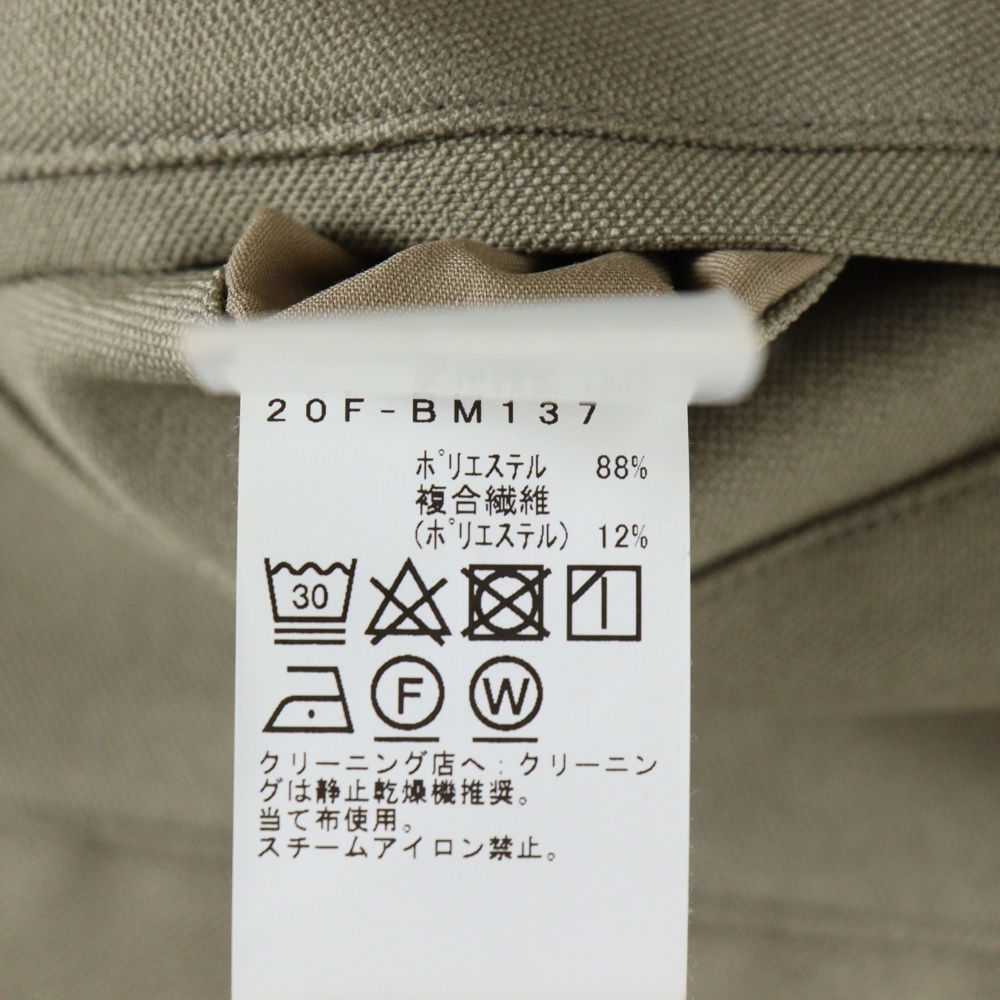 20F-BM137
ポリエステル 88%
複合繊維
(ポリエステル) 12%
30
F W
クリーニング店へ:クリーニン
グは静止乾燥機推奨。
当て布使用。
スチームアイロン禁止。